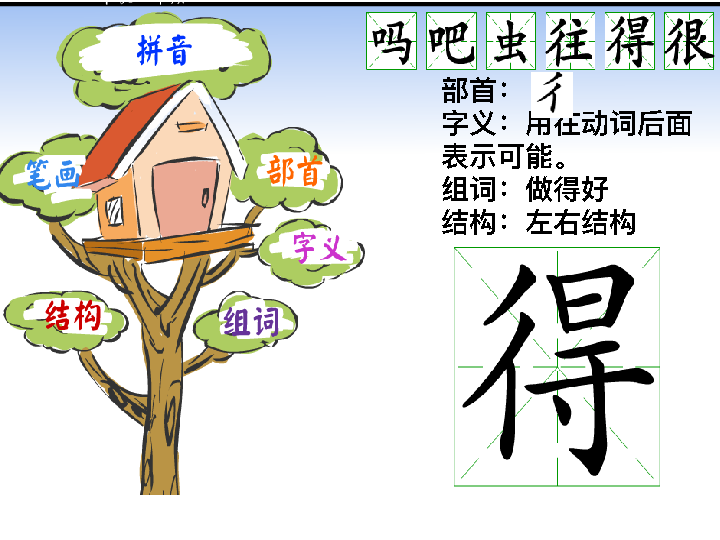 拼音
笔画
部首
字义
结构
组词
吗吧虫往得很
部首：彳
字义：用在动词后面
表示可能。
组词：做得好
结构：左右结构
得